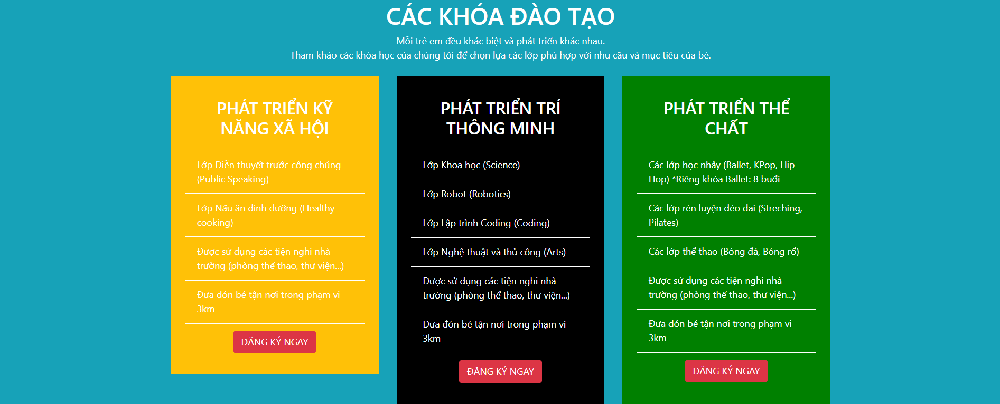 CÁC KHÓA ĐÀO TẠO
Mỗi trẻ em đều khác biệt và phát triển khác nhau.
Tham khảo các khóa học của chúng tôi để chọn lựa các lớp phù hợp với nhu cầu và mục tiêu của bé.
PHÁT TRIỂN KỸ
NĂNG XÃ HỘI
Lớp Diễn thuyết trước công chúng
(Public Speaking)
Lớp Nấu ăn dinh dưỡng (Healthy
cooking)
Được sử dụng các tiện nghi nhà
trường (phòng thể thao, thư viện...)
Đưa đón bé tận nơi trong phạm vi
3km
ĐĂNG KÝ NGAY
PHÁT TRIỂN TRÍ
THÔNG MINH
Lớp Khoa học (Science)
Lớp Robot (Robotics)
Lớp Lập trình Coding (Coding)
Lớp Nghệ thuật và thủ công (Arts)
Được sử dụng các tiện nghi nhà
trường (phòng thể thao, thư viện...)
Đưa đón bé tận nơi trong phạm vi
3km
ĐĂNG KÝ NGAY
PHÁT TRIỂN THỂ
CHẤT
Các lớp học nhảy (Ballet, KPop, Hip
Hop) *Riêng khóa Ballet: 8 buổi
Các lớp rèn luyện dẻo dai (Streching,
Pilates)
Các lớp thể thao (Bóng đá, Bóng rổ)
Được sử dụng các tiện nghi nhà
trường (phòng thể thao, thư viện...)
Đưa đón bé tận nơi trong phạm vi
3km
ĐĂNG KÝ NGAY